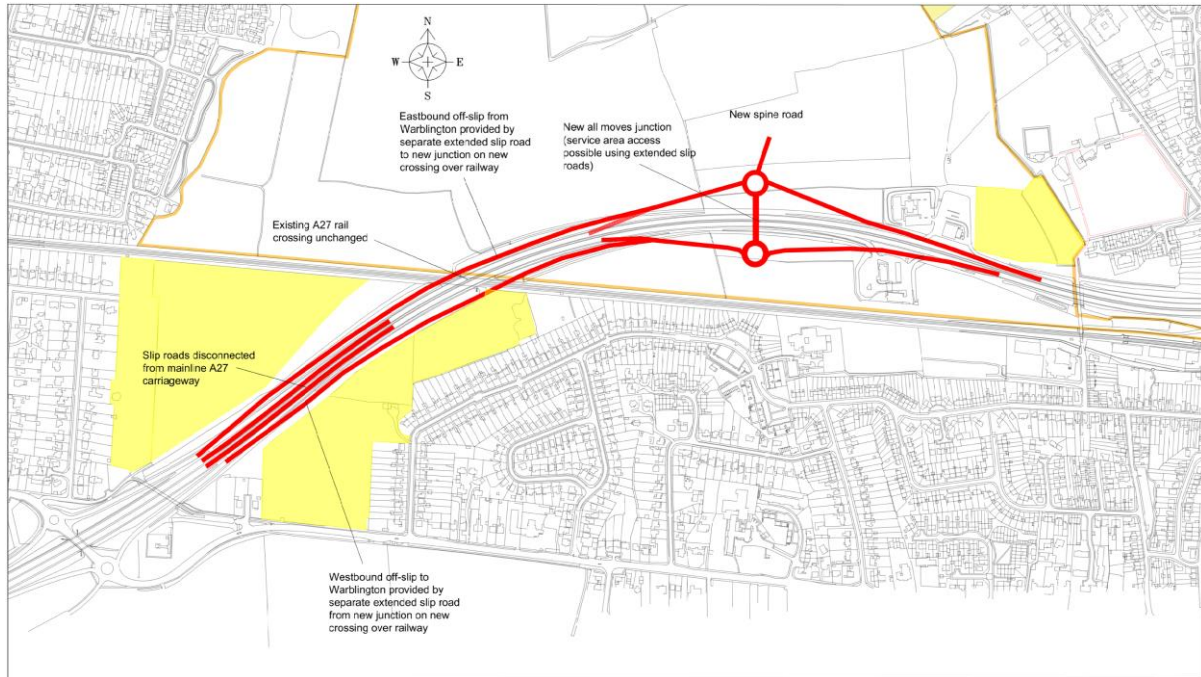 N
W E
S
Eastbound off-slip from
Warblington provided by
separate extended slip road
to new junction on new
crossing over railway
New all moves junction
(service area access
possible using extended slip
roads)
New spine road
Existing A27 rail
crossing unchanged
Slip roads disconnected
from mainline A27
carriageway
Westbound off-slip to
Warblington provided by
separate extended slip road
from new junction on new
crossing over railway